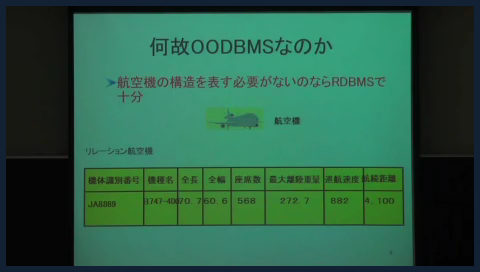 何故OODBMSなのか
➢航空機の構造を表す必要がないのならRDBMSで
十分
航空機
リレーション航空機
機体識別番号 機種名 全長 全幅 座席数 最大離陸重量 巡航速度 航続距離
JA8889 B747-400 70.7 60.6 568 272.7 882 4,100